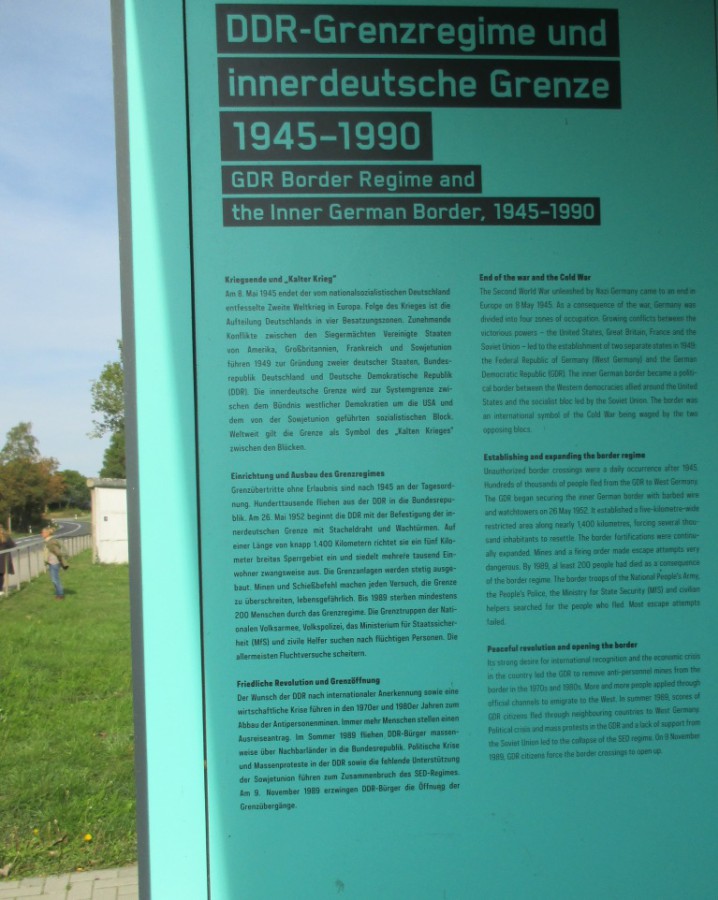 DDR-Grenzregime und
innerdeutsche Grenze
1945–1990
GDR Border Regime and
the Inner German Border, 1945–1990
Kriegsende und „Kalter Krieg“
Am 8. Mai 1945 endet der vom nationalsozialistischen Deutschland
entfesselte Zweite Weltkrieg in Europa. Folge des Krieges ist die
Aufteilung Deutschlands in vier Besatzungszonen. Zunehmende
Konflikte zwischen den Siegermächten Vereinigte Staaten
von Amerika, Großbritannien, Frankreich und Sowjetunion
führen 1949 zur Gründung zweier deutscher Staaten, Bundes-
republik Deutschland und Deutsche Demokratische Republik
(DDR). Die innerdeutsche Grenze wird zur Systemgrenze zwi-
schen dem Bündnis westlicher Demokratien um die USA und
dem von der Sowjetunion geführten sozialistischen Block.
Weltweit gilt die Grenze als Symbol des „Kalten Krieges“
zwischen den Blöcken.
Einrichtung und Ausbau des Grenzregimes
Grenzübertritte ohne Erlaubnis sind nach 1945 an der Tagesord-
nung. Hunderttausende fliehen aus der DDR in die Bundesrepu-
blik. Am 26. Mai 1952 beginnt die DDR mit der Befestigung der in-
nerdeutschen Grenze mit Stacheldraht und Wachtürmen. Auf
einer Länge von knapp 1.400 Kilometern richtet sie ein fünf Kilo-
meter breites Sperrgebiet ein und siedelt mehrere tausend Ein-
wohner zwangsweise aus. Die Grenzanlagen werden stetig ausge-
baut. Minen und Schießbefehl machen jeden Versuch, die Grenze
zu überschreiten, lebensgefährlich. Bis 1989 sterben mindestens
200 Menschen durch das Grenzregime. Die Grenztruppen der Nati-
onalen Volksarmee, Volkspolizei, das Ministerium für Staatssicher-
heit (MfS) und zivile Helfer suchen nach flüchtigen Personen. Die
allermeisten Fluchtversuche scheitern.
Friedliche Revolution und Grenzöffnung
Der Wunsch der DDR nach internationaler Anerkennung sowie eine
wirtschaftliche Krise führen in den 1970er und 1980er Jahren zum
Abbau der Antipersonenminen. Immer mehr Menschen stellen einen
Ausreiseantrag. Im Sommer 1989 fliehen DDR-Bürger massen-
weise über Nachbarländer in die Bundesrepublik. Politische Krise
und Massenproteste in der DDR sowie die fehlende Unterstützung
der Sowjetunion führen zum Zusammenbruch des SED-Regimes.
Am 9. November 1989 erzwingen DDR-Bürger die Öffnung der
Grenzübergänge.
End of the war and the Cold War
The Second World War unleashed by Nazi Germany came to an end in
Europe on 8 May 1945. As a consequence of the war, Germany was
divided into four zones of occupation. Growing conflicts between the
victorious powers – the United States, Great Britain, France and the
Soviet Union – led to the establishment of two separate states in 1949:
the Federal Republic of Germany (West Germany) and the German
Democratic Republic (GDR). The inner German border became a politi-
cal border between the Western democracies allied around the United
States and the socialist bloc led by the Soviet Union. The border was
an international symbol of the Cold War being waged by the two
opposing blocs.
Establishing and expanding the border regime
Unauthorized border crossings were a daily occurrence after 1945.
Hundreds of thousands of people fled from the GDR to West Germany.
The GDR began securing the inner German border with barbed wire
and watchtowers on 26 May 1952. It established a five-kilometre-wide
restricted area along nearly 1,400 kilometres, forcing several thou-
sand inhabitants to resettle. The border fortifications were continu-
ally expanded. Mines and a firing order made escape attempts very
dangerous. By 1989, at least 200 people had died as a consequence
of the border regime. The border troops of the National People's Army,
the People's Police, the Ministry for State Security (MfS) and civilian
helpers searched for the people who fled. Most escape attempts
failed.
Peaceful revolution and opening the border
Its strong desire for international recognition and the economic crisis
in the country led the GDR to remove anti-personnel mines from the
border in the 1970s and 1980s. More and more people applied through
official channels to emigrate to the West. In summer 1989, scores of
GDR citizens fled through neighbouring countries to West Germany.
Political crisis and mass protests in the GDR and a lack of support from
the Soviet Union led to the collapse of the SED regime. On 9 November
1989, GDR citizens force the border crossings to open up.